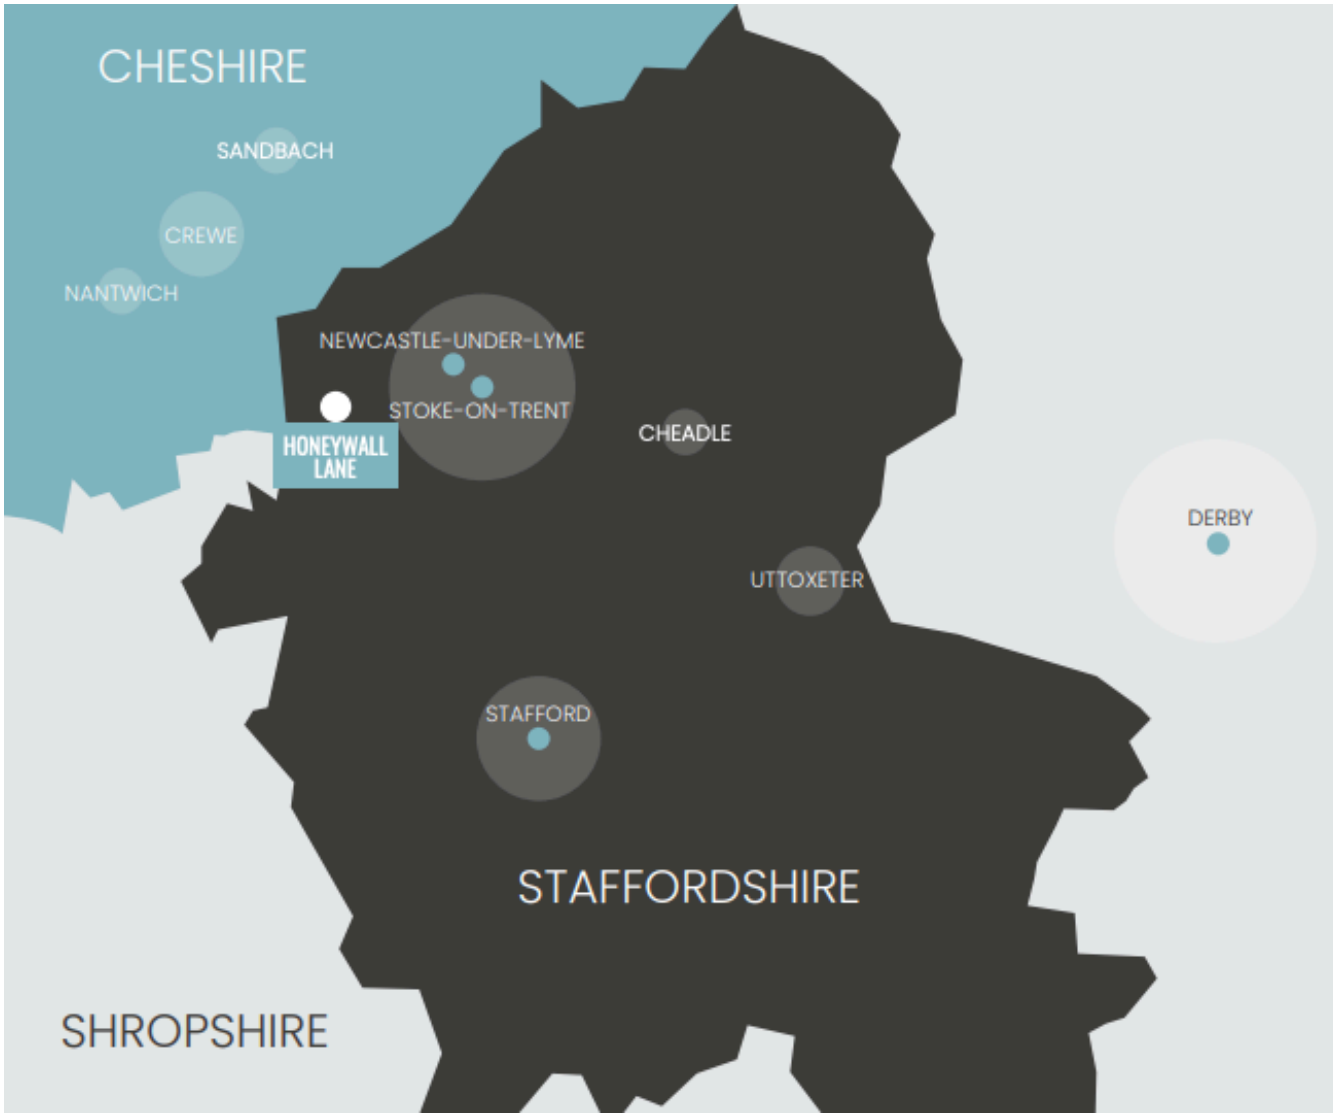 CHESHIRE
SANDBACH
CREWE
NANTWICH
NEWCASTLE-UNDER-LYME
STOKE-ON-TRENT
HONEYWALL
LANE
CHEADLE
DERBY
UTTOXETER
STAFFORD
STAFFORDSHIRE
SHROPSHIRE